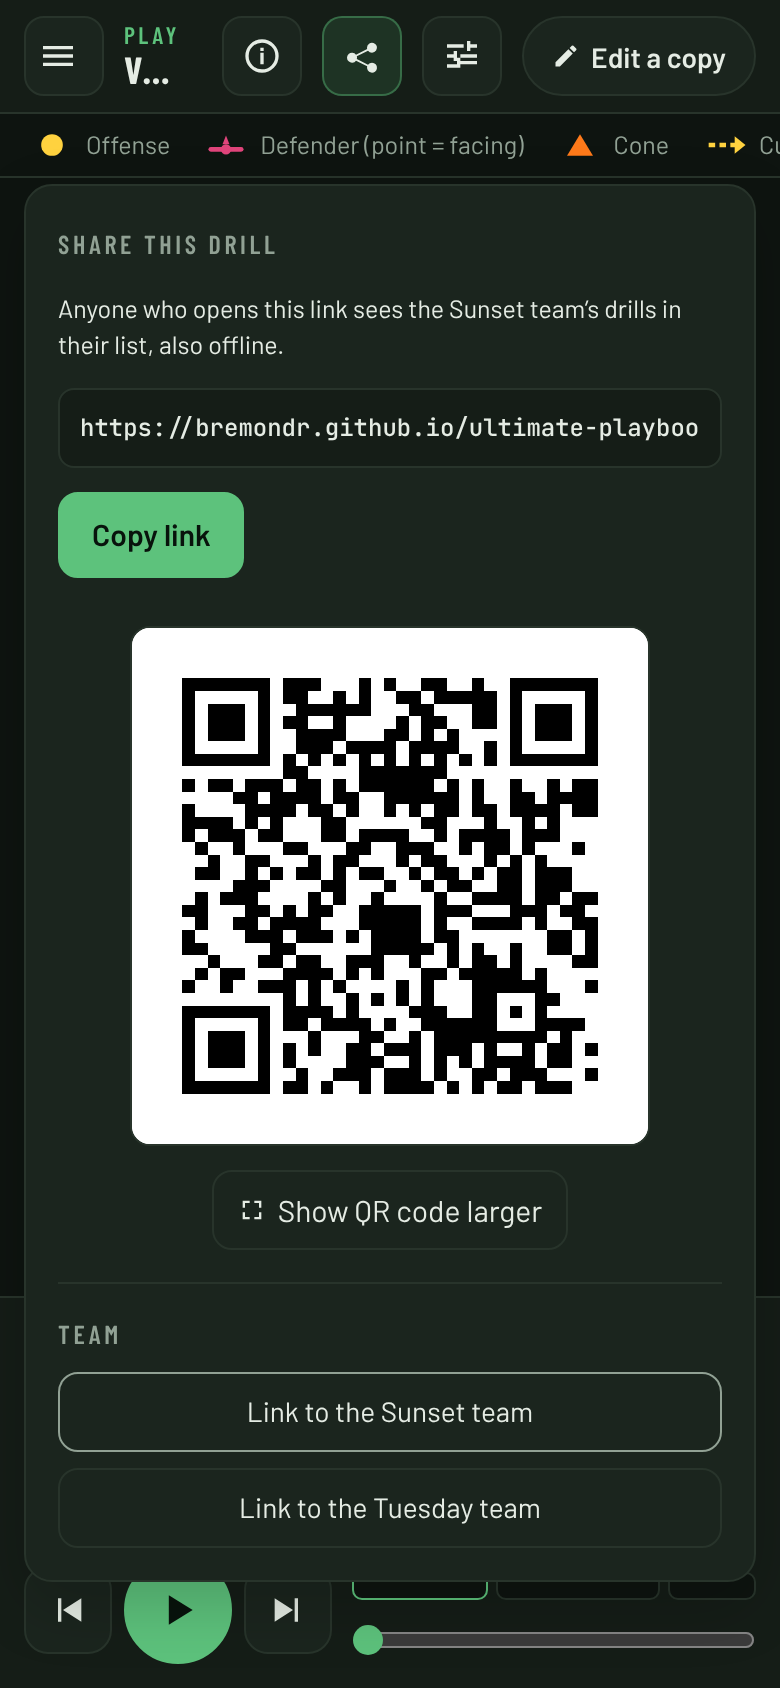 PLAY
V...
Edit a copy
Offense
Defender (point = facing)
Cone
Cu
SHARE THIS DRILL
Anyone who opens this link sees the Sunset team’s drills in
their list, also offline.
https://bremondr.github.io/ultimate-playboo
Copy link
Show QR code larger
TEAM
Link to the Sunset team
Link to the Tuesday team